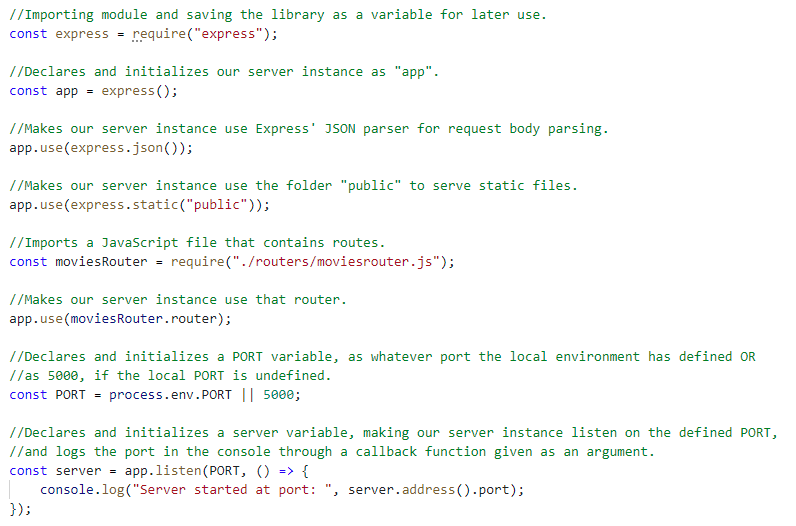 //Importing module and saving the library as a variable for later use.
const express = require("express");
//Declares and initializes our server instance as "app".
const app = express();
//Makes our server instance use Express' JSON parser for request body parsing.
app.use(express.json());
//Makes our server instance use the folder "public" to serve static files.
app.use(express.static("public"));
//Imports a JavaScript file that contains routes.
const moviesRouter = require("./routers/moviesrouter.js");
//Makes our server instance use that router.
app.use(moviesRouter.router);
//Declares and initializes a PORT variable, as whatever port the local environment has defined OR
//as 5000, if the local PORT is undefined.
const PORT = process.env.PORT || 5000;
//Declares and initializes a server variable, making our server instance listen on the defined PORT,
//and logs the port in the console through a callback function given as an argument.
const server = app.listen(PORT, () => {
    console.log("Server started at port: ", server.address().port);
});